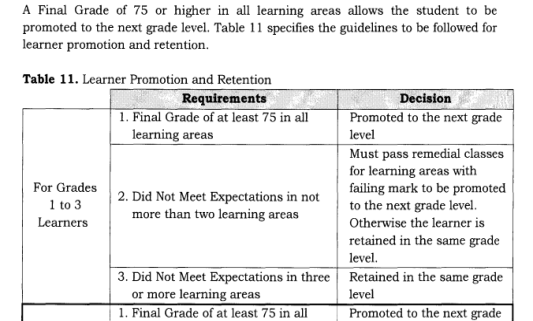 A Final Grade of 75 or higher in all learning areas allows the student to be
promoted to the next grade level. Table 11 specifies the guidelines to be followed for
learner promotion and retention.
Table 11. Learner Promotion and Retention
Requirements
Decision
For Grades
1 to 3
Learners
1. Final Grade of at least 75 in all
learning areas
Promoted to the next grade
level
2. Did Not Meet Expectations in not
more than two learning areas
Must pass remedial classes
for learning areas with
failing mark to be promoted
to the next grade level.
Otherwise the learner is
retained in the same grade
level.
3. Did Not Meet Expectations in three
or more learning areas
Retained in the same grade
level
1. Final Grade of at least 75 in all
Promoted to the next grade